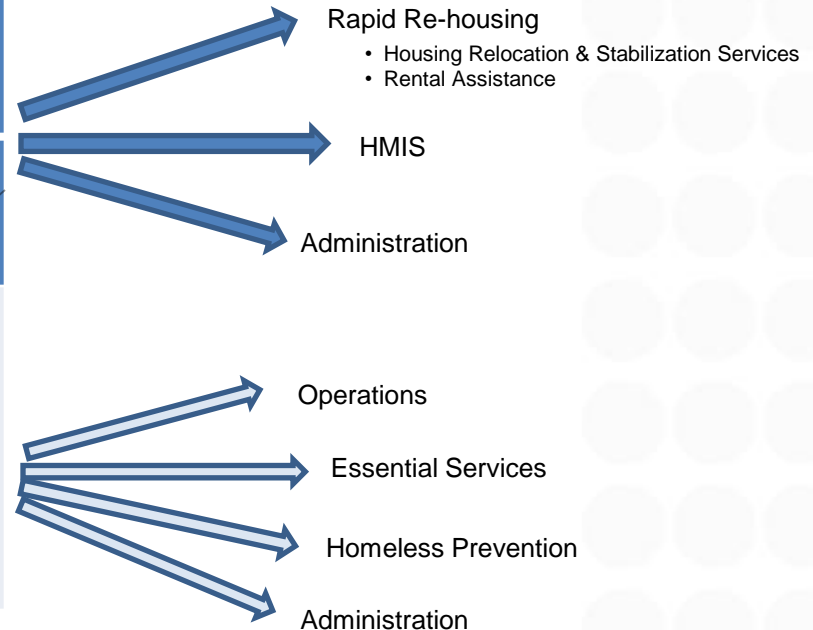 Rapid Re-housing
• Housing Relocation & Stabilization Services
• Rental Assistance
HMIS
Administration
Operations
Essential Services
Homeless Prevention
Administration